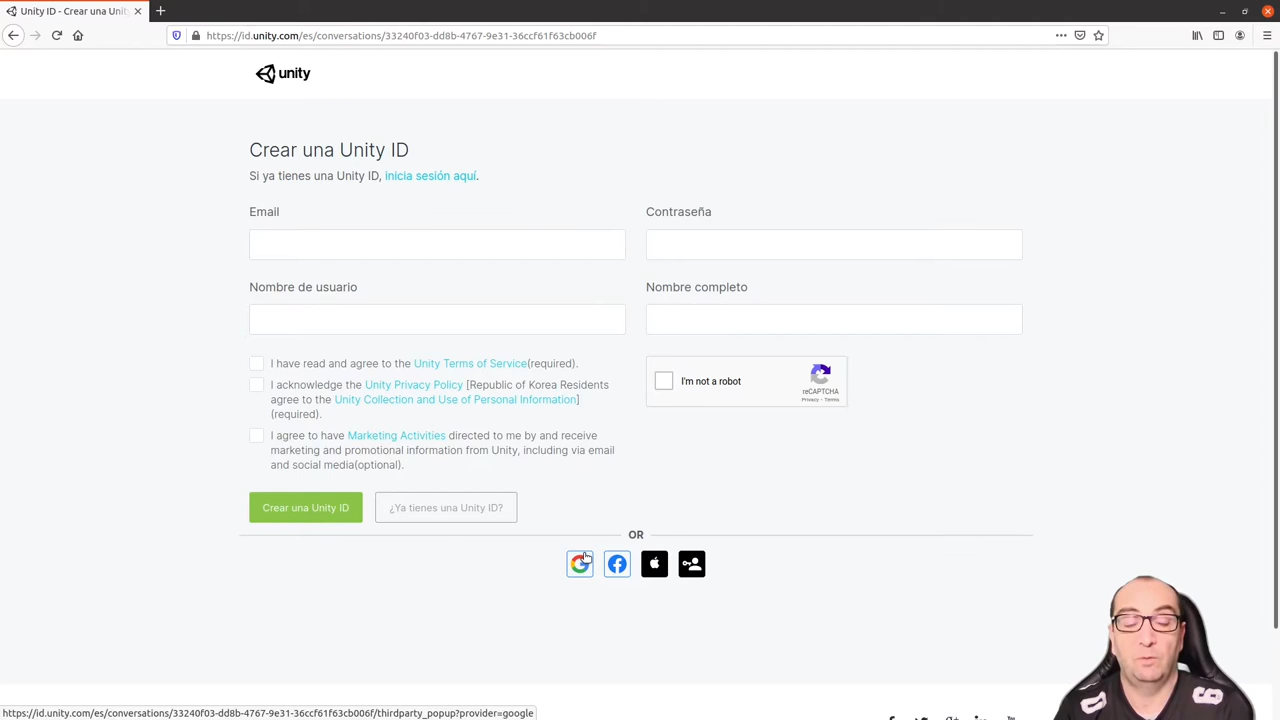 Unity ID - Crear una Unit
https://id.unity.com/es/conversations/33240f03-dd8b-4767-9e31-36ccf61f63cb006f
unity
Crear una Unity ID
Si ya tienes una Unity ID, inicia sesión aquí.
Email
Contraseña
Nombre de usuario
Nombre completo
I have read and agree to the Unity Terms of Service(required).
I acknowledge the Unity Privacy Policy [Republic of Korea Residents
agree to the Unity Collection and Use of Personal Information]
(required).
I'm not a robot
reCAPTCHA
Privacy - Terms
I agree to have Marketing Activities directed to me by and receive
marketing and promotional information from Unity, including via email
and social media(optional).
Crear una Unity ID
¿Ya tienes una Unity ID?
OR
https://id.unity.com/es/conversations/33240f03-dd8b-4767-9e31-36ccf61f63cb006f/thirdparty_popup?provider=google